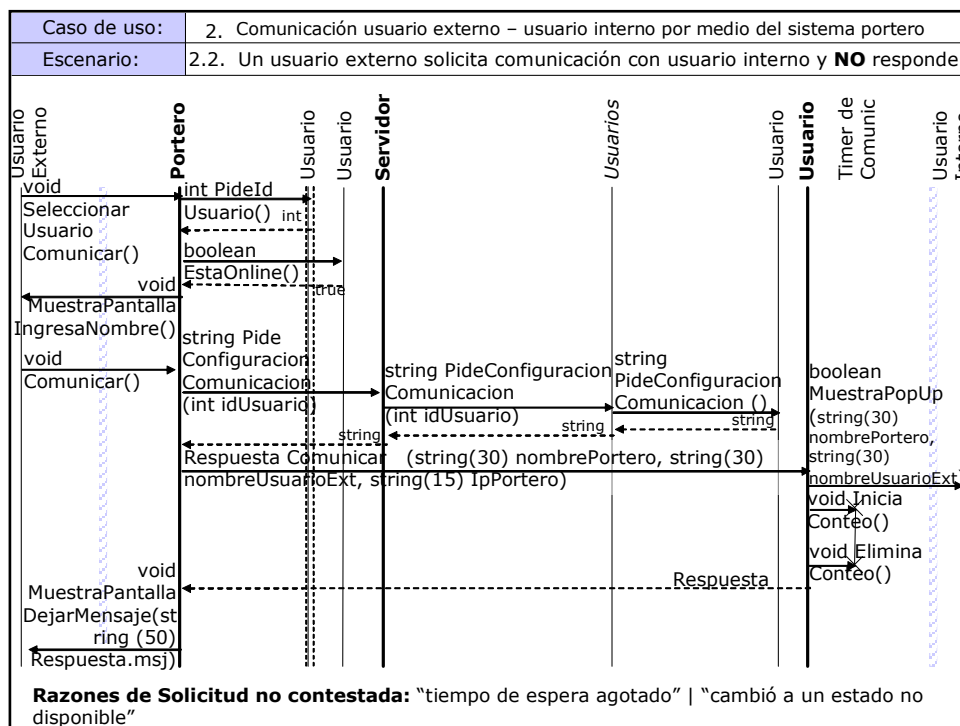 Caso de uso: 2. Comunicación usuario externo – usuario interno por medio del sistema portero
Escenario: 2.2. Un usuario externo solicita comunicación con usuario interno y NO responde
Usuario
Externo
Portero
Usuario
Usuario
Servidor
Usuarios
Usuario
Usuario
Timer de
Comunic
Usuario
Interno
void
Seleccionar
Usuario
Comunicar()
int PideId
Usuario()
int
boolean
EstaOnline()
true
void
MuestraPantalla
IngresaNombre()
void
Comunicar()
string Pide
Configuracion
Comunicacion
(int idUsuario)
string PideConfiguracion
Comunicacion
(int idUsuario)
string
PideConfiguracion
Comunicacion ()
string
string
string
boolean
MuestraPopUp
(string(30)
nombrePortero,
string(30)
nombreUsuarioExt)
Respuesta Comunicar (string(30) nombrePortero, string(30)
nombreUsuarioExt, string(15) IpPortero)
void Inicia
Conteo()
void Elimina
Conteo()
Respuesta
void
MuestraPantalla
DejarMensaje(st
ring (50)
Respuesta.msj)
Razones de Solicitud no contestada: “tiempo de espera agotado” | “cambió a un estado no
disponible”